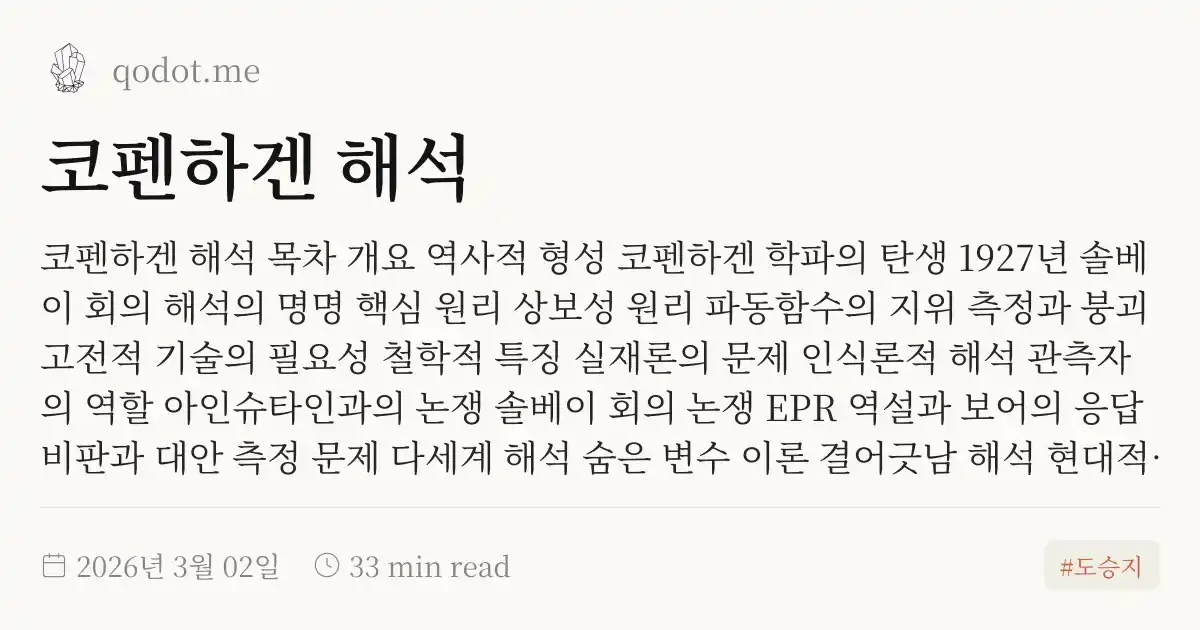 qodot.me
코펜하겐 해석
코펜하겐 해석 목차 개요 역사적 형성 코펜하겐 학파의 탄생 1927년 솔베
이 회의 해석의 명명 핵심 원리 상보성 원리 파동함수의 지위 측정과 붕괴
고전적 기술의 필요성 철학적 특징 실재론의 문제 인식론적 해석 관측자
의 역할 아인슈타인과의 논쟁 솔베이 회의 논쟁 EPR 역설과 보어의 응답
비판과 대안 측정 문제 다세계 해석 숨은 변수 이론 결어긋남 해석 현대적·
2026년 3월 02일 33 min read
#도승지